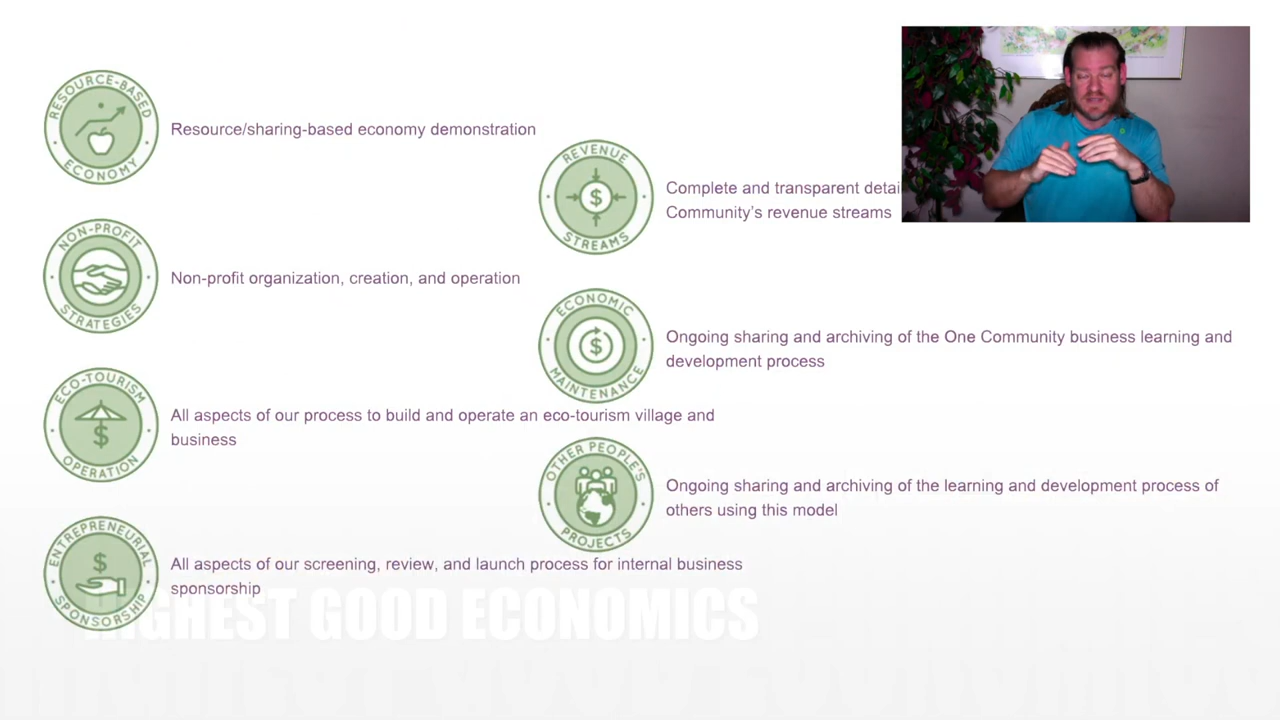 RESOURCE-BASED
ECONOMY
Resource/sharing-based economy demonstration
NON-PROFIT
STRATEGIES
Non-profit organization, creation, and operation
ECO-TOURISM
OPERATION
All aspects of our process to build and operate an eco-tourism village and
business
ENTREPRENEURIAL
SPONSORSHIP
All aspects of our screening, review, and launch process for internal business
sponsorship
REVENUE
STREAMS
Complete and transparent
Community's revenue streams
ECONOMIC
MAINTENANCE
Ongoing sharing and archiving of the One Community business learning and
development process
OTHER PEOPLE'S
PROJECTS
Ongoing sharing and archiving of the learning and development process of
others using this model
HIGHEST GOOD ECONOMICS